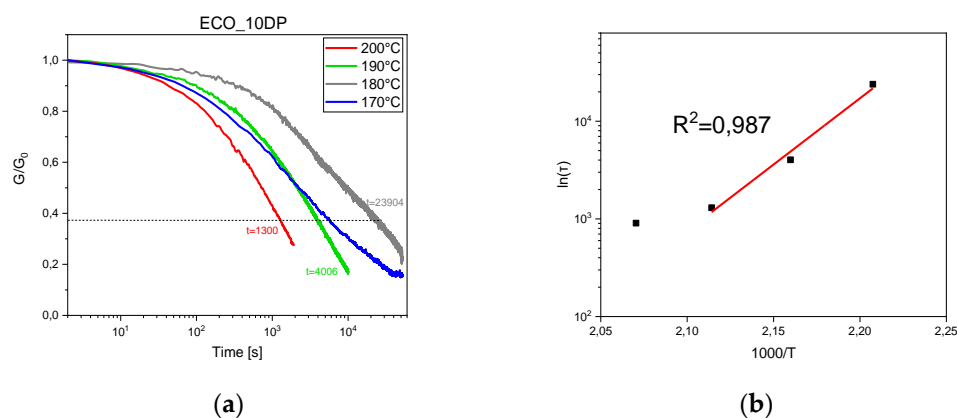 ECO_10DP
200°C
190°C
180°C
170°C
G/G₀
1,0
0,8
0,6
0,4
0,2
0,0
t=23904
t=1300
t=4006
10¹
10²
10³
10⁴
Time [s]
(a)
ln(τ)
10⁴
10³
10²
R²=0,987
2,05
2,10
2,15
2,20
2,25
1000/T
(b)